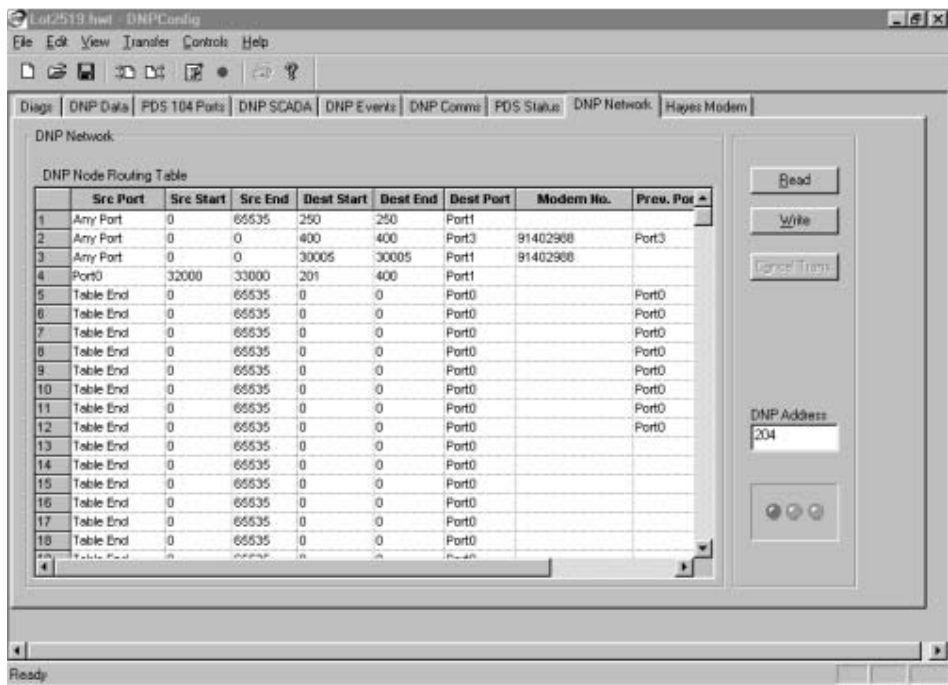 Lot2519.hwt - DNPConfig
File Edit View Transfer Controls Help
Diags DNP Data PDS 104 Ports DNP SCADA DNP Events DNP Comms PDS Status DNP Network Hayes Modem
DNP Network
DNP Node Routing Table
Src Port Src Start Src End Dest Start Dest End Dest Port Modem No. Prev. Por
1 Any Port 0 65535 250 250 Port1
2 Any Port 0 0 400 400 Port3 91402988 Port3
3 Any Port 0 0 30005 30005 Port1 91402988
4 Port0 32000 33000 201 400 Port1
5 Table End 0 65535 0 0 Port0 Port0
6 Table End 0 65535 0 0 Port0 Port0
7 Table End 0 65535 0 0 Port0 Port0
8 Table End 0 65535 0 0 Port0 Port0
9 Table End 0 65535 0 0 Port0 Port0
10 Table End 0 65535 0 0 Port0 Port0
11 Table End 0 65535 0 0 Port0 Port0
12 Table End 0 65535 0 0 Port0 Port0
13 Table End 0 65535 0 0 Port0
14 Table End 0 65535 0 0 Port0
15 Table End 0 65535 0 0 Port0
16 Table End 0 65535 0 0 Port0
17 Table End 0 65535 0 0 Port0
18 Table End 0 65535 0 0 Port0
Read
Write
Cancel Trans
DNP Address
204
Ready